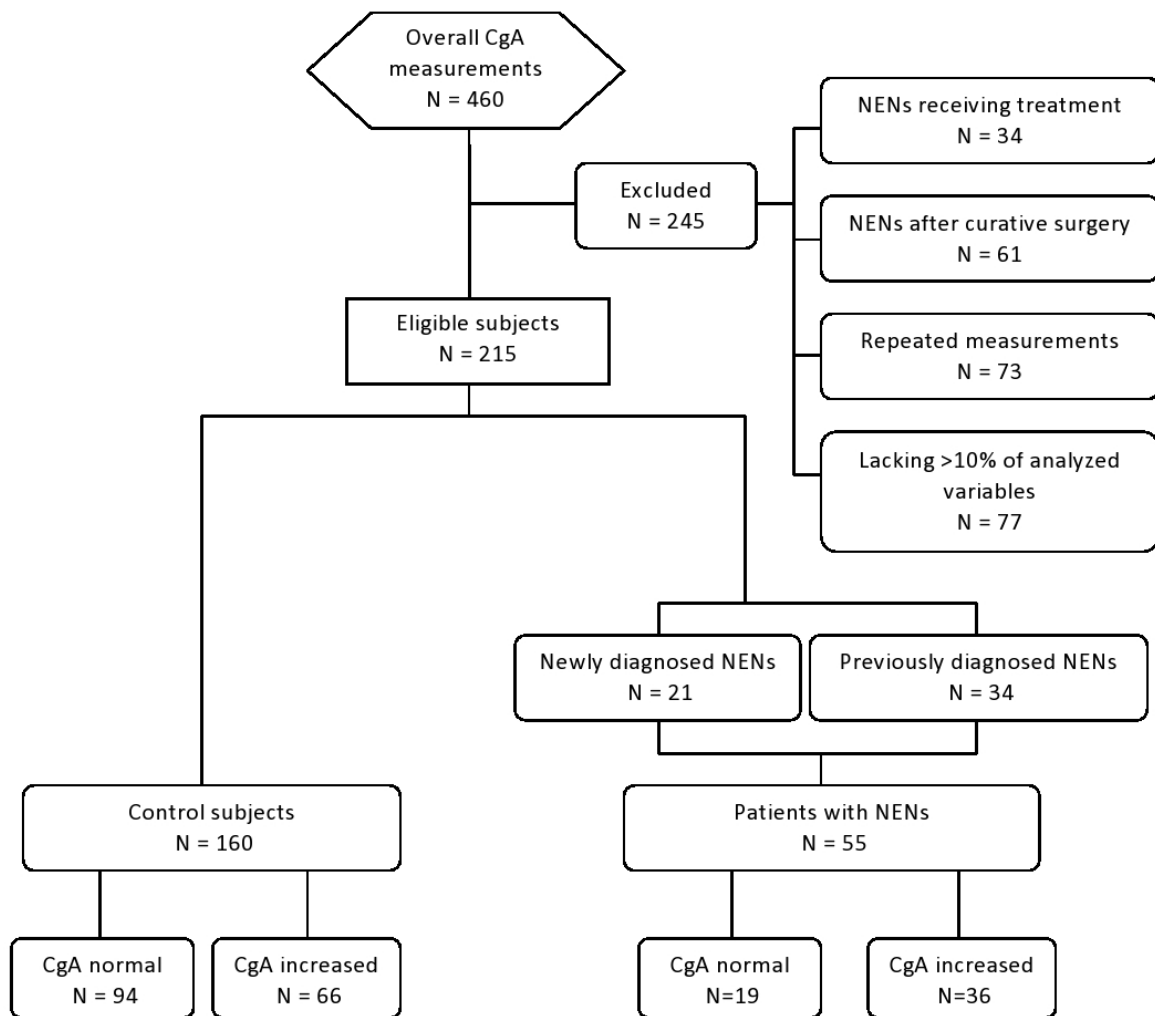 Overall CgA
measurements
N = 460
NENs receiving treatment
N = 34
Excluded
N = 245
NENs after curative surgery
N = 61
Eligible subjects
N = 215
Repeated measurements
N = 73
Lacking >10% of analyzed
variables
N = 77
Newly diagnosed NENs
N = 21
Previously diagnosed NENs
N = 34
Control subjects
N = 160
Patients with NENs
N = 55
CgA normal
N = 94
CgA increased
N = 66
CgA normal
N=19
CgA increased
N=36